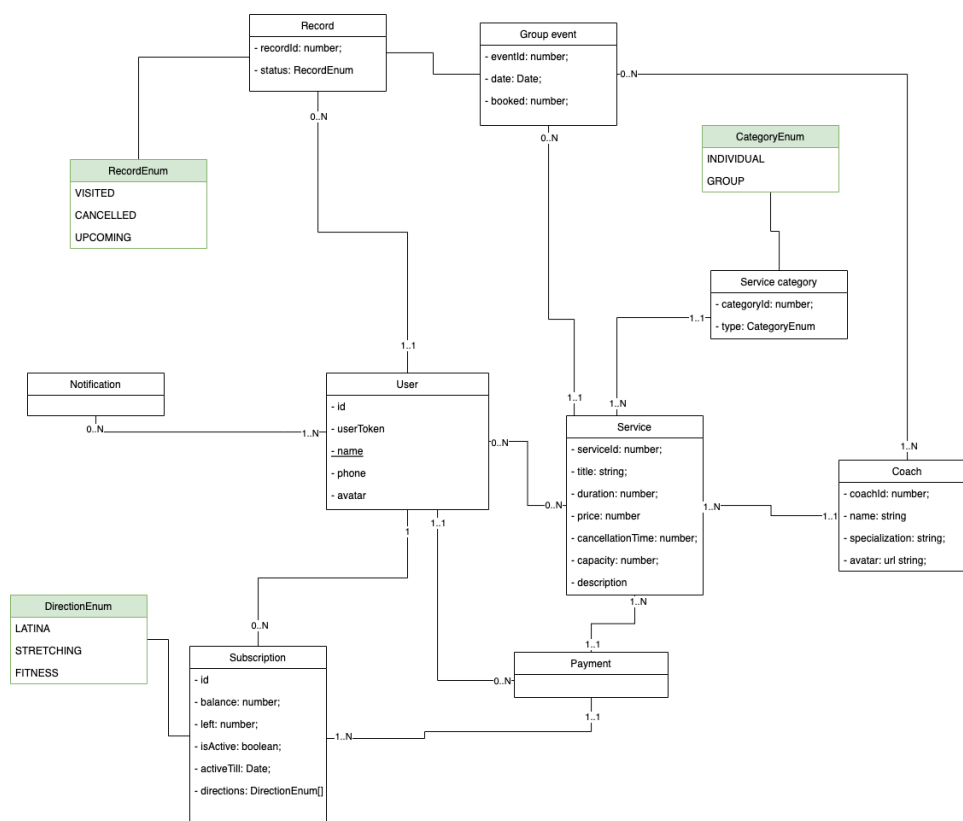 Record
- recordId: number;
- status: RecordEnum
0..N
Group event
- eventId: number;
- date: Date;
- booked: number;
0..N
0..N
CategoryEnum
INDIVIDUAL
GROUP
RecordEnum
VISITED
CANCELLED
UPCOMING
Service category
- categoryId: number;
- type: CategoryEnum
1..1
1..N
1..1
1..1
Notification
0..N
1..N
User
- id
- userToken
- name
- phone
- avatar
0..N
0..N
1
1..1
Service
- serviceId: number;
- title: string;
- duration: number;
- price: number
- cancellationTime: number;
- capacity: number;
- description
1..N
1..1
1..N
1..N
Coach
- coachId: number;
- name: string
- specialization: string;
- avatar: url string;
DirectionEnum
LATINA
STRETCHING
FITNESS
0..N
Subscription
- id
- balance: number;
- left: number;
- isActive: boolean;
- activeTill: Date;
- directions: DirectionEnum[]
1..N
1..1
Payment
0..N
1..1